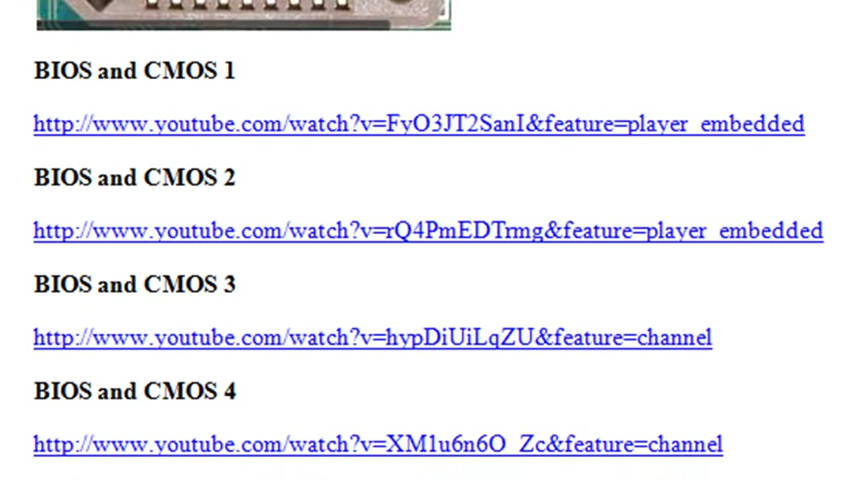 BIOS and CMOS 1
http://www.youtube.com/watch?v=FyO3JT2SanI&feature=player_embedded
BIOS and CMOS 2
http://www.youtube.com/watch?v=rQ4PmEDTrmg&feature=player_embedded
BIOS and CMOS 3
http://www.youtube.com/watch?v=hypDiUiLqZU&feature=channel
BIOS and CMOS 4
http://www.youtube.com/watch?v=XM1u6n6O_Zc&feature=channel